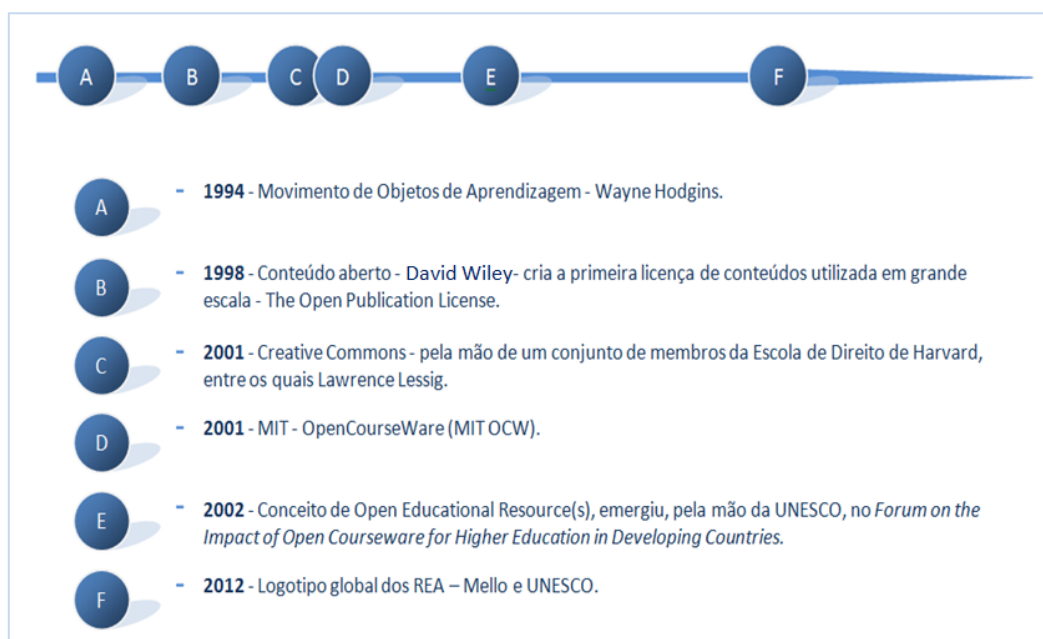 A B C D E F
A - 1994 - Movimento de Objetos de Aprendizagem - Wayne Hodgins.
B - 1998 - Conteúdo aberto - David Wiley- cria a primeira licença de conteúdos utilizada em grande
escala - The Open Publication License.
C - 2001 - Creative Commons - pela mão de um conjunto de membros da Escola de Direito de Harvard,
entre os quais Lawrence Lessig.
D - 2001 - MIT - OpenCourseWare (MIT OCW).
E - 2002 - Conceito de Open Educational Resource(s), emergiu, pela mão da UNESCO, no Forum on the
Impact of Open Courseware for Higher Education in Developing Countries.
F - 2012 - Logotipo global dos REA – Mello e UNESCO.